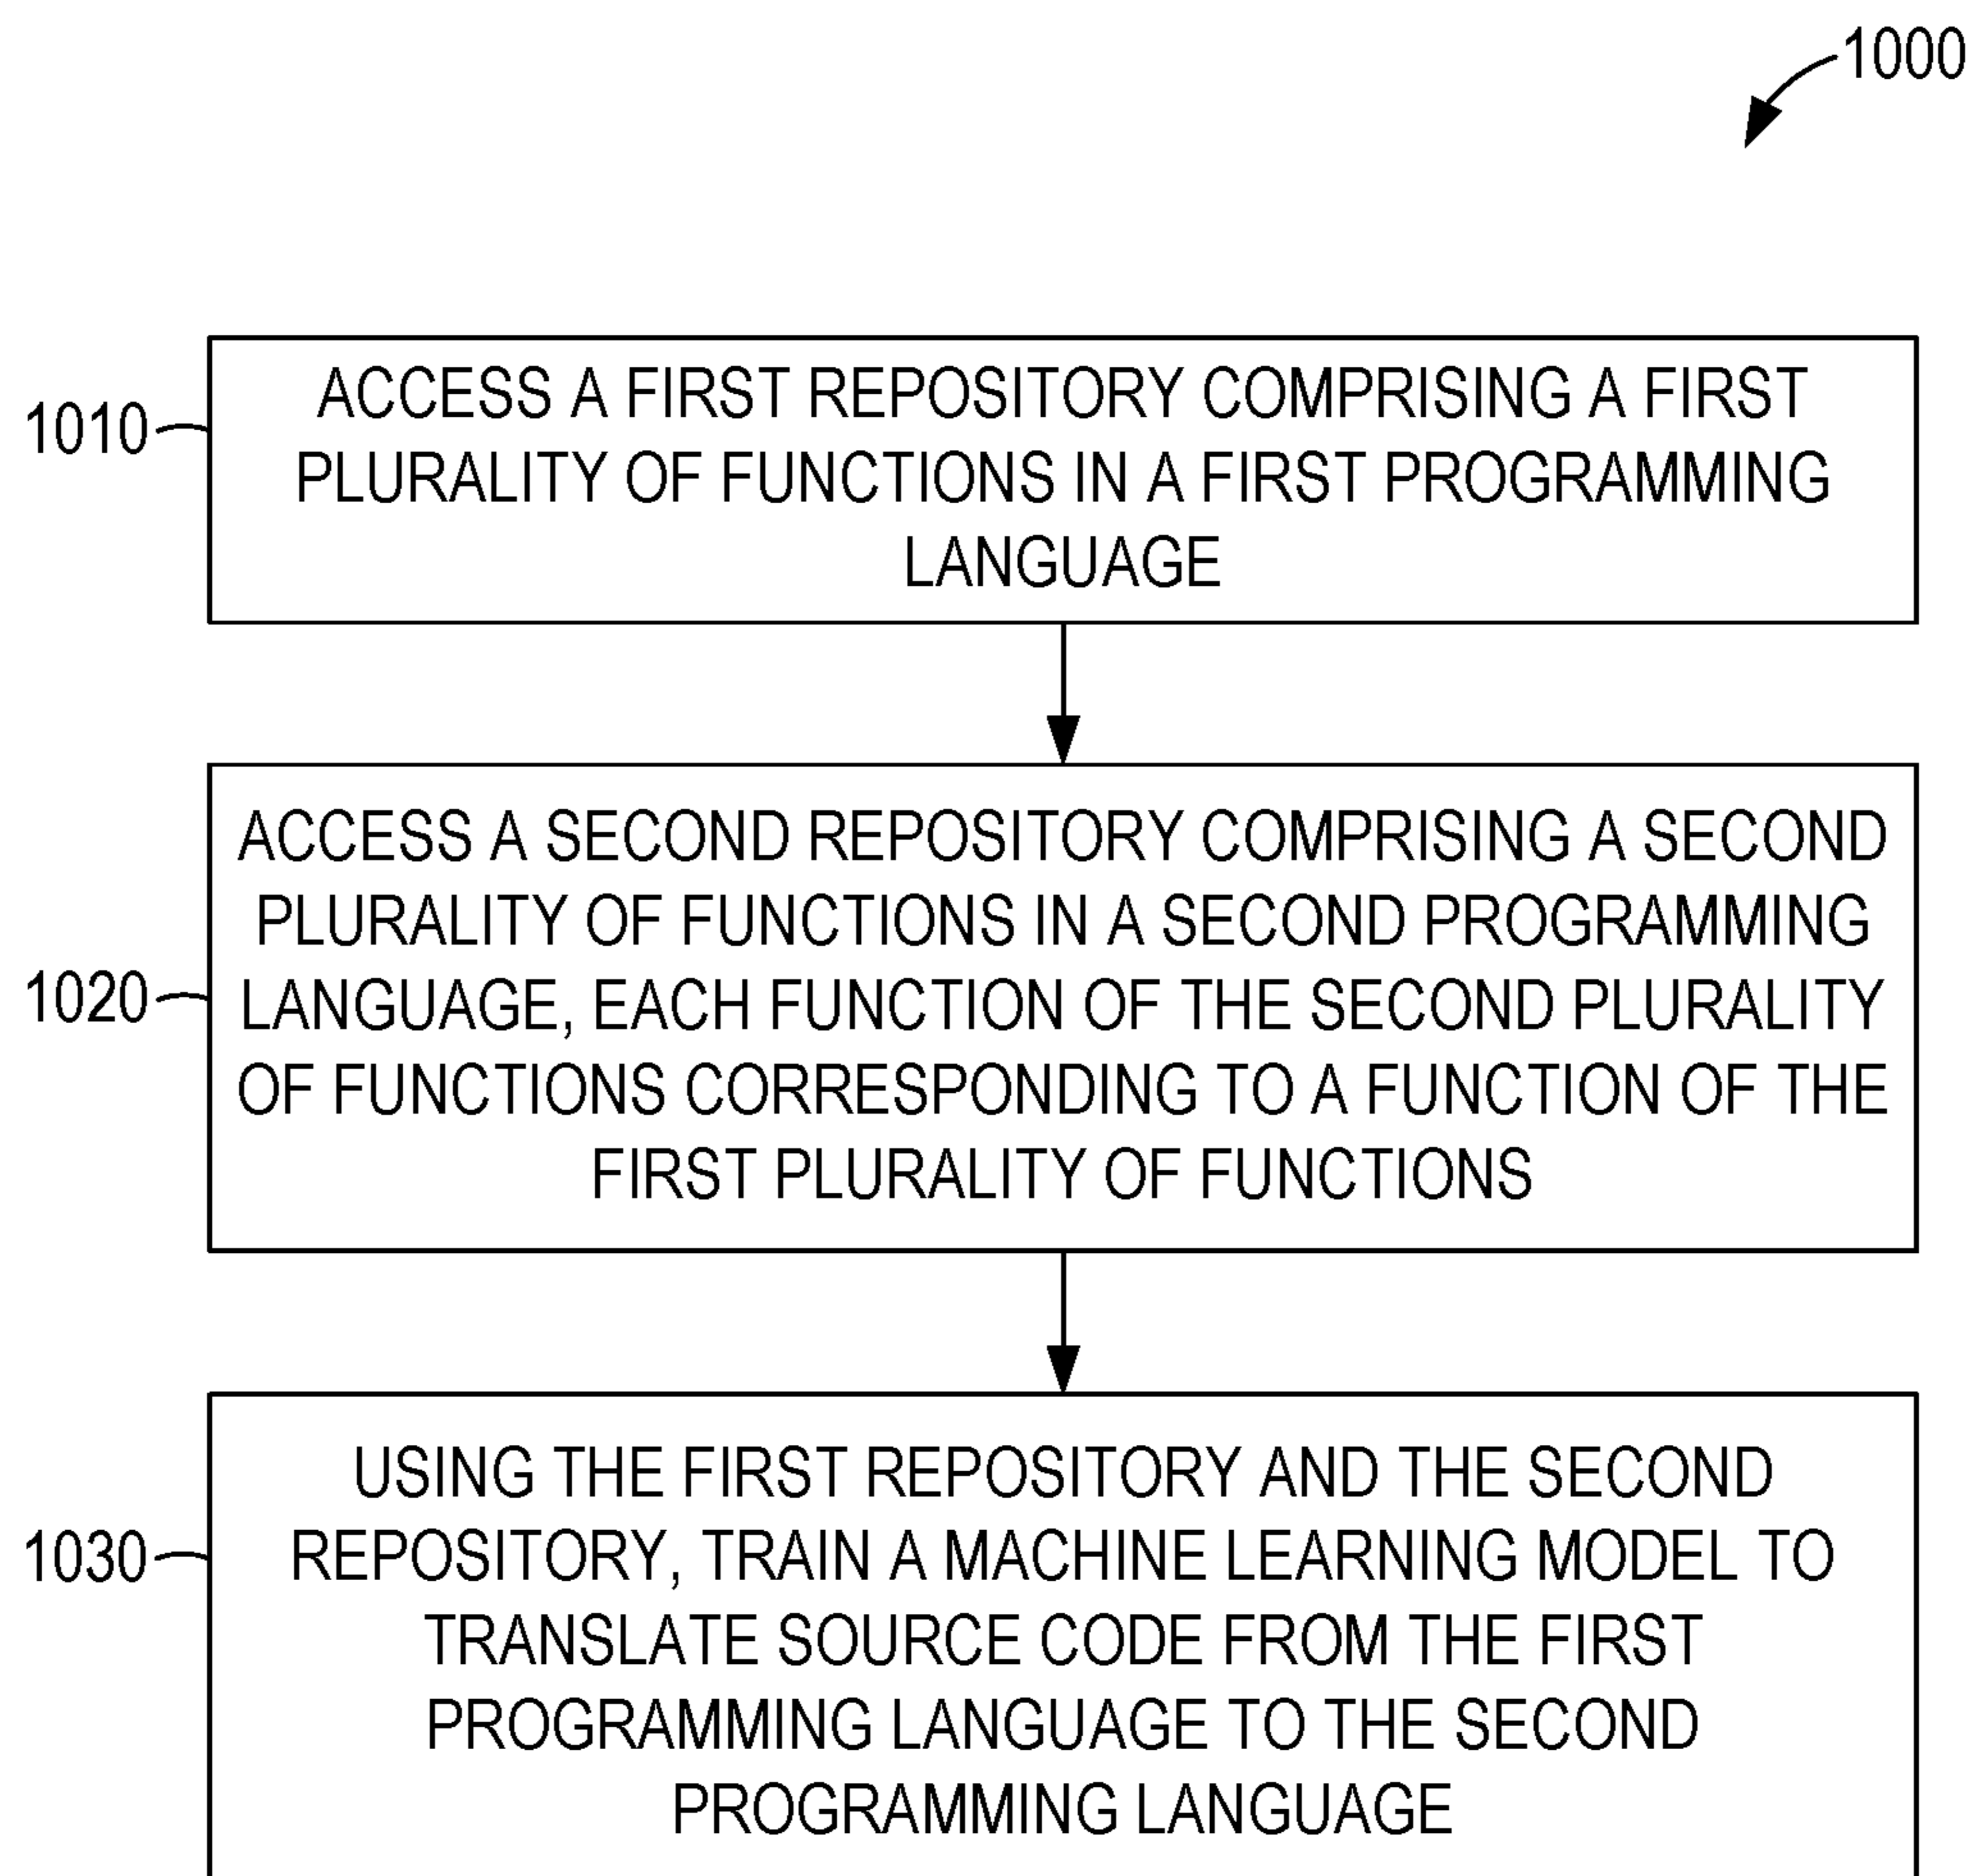 1000
ACCESS A FIRST REPOSITORY COMPRISING A FIRST
PLURALITY OF FUNCTIONS IN A FIRST PROGRAMMING
LANGUAGE
1010
ACCESS A SECOND REPOSITORY COMPRISING A SECOND
PLURALITY OF FUNCTIONS IN A SECOND PROGRAMMING
LANGUAGE, EACH FUNCTION OF THE SECOND PLURALITY
OF FUNCTIONS CORRESPONDING TO A FUNCTION OF THE
FIRST PLURALITY OF FUNCTIONS
1020
USING THE FIRST REPOSITORY AND THE SECOND
REPOSITORY, TRAIN A MACHINE LEARNING MODEL TO
TRANSLATE SOURCE CODE FROM THE FIRST
PROGRAMMING LANGUAGE TO THE SECOND
PROGRAMMING LANGUAGE
1030